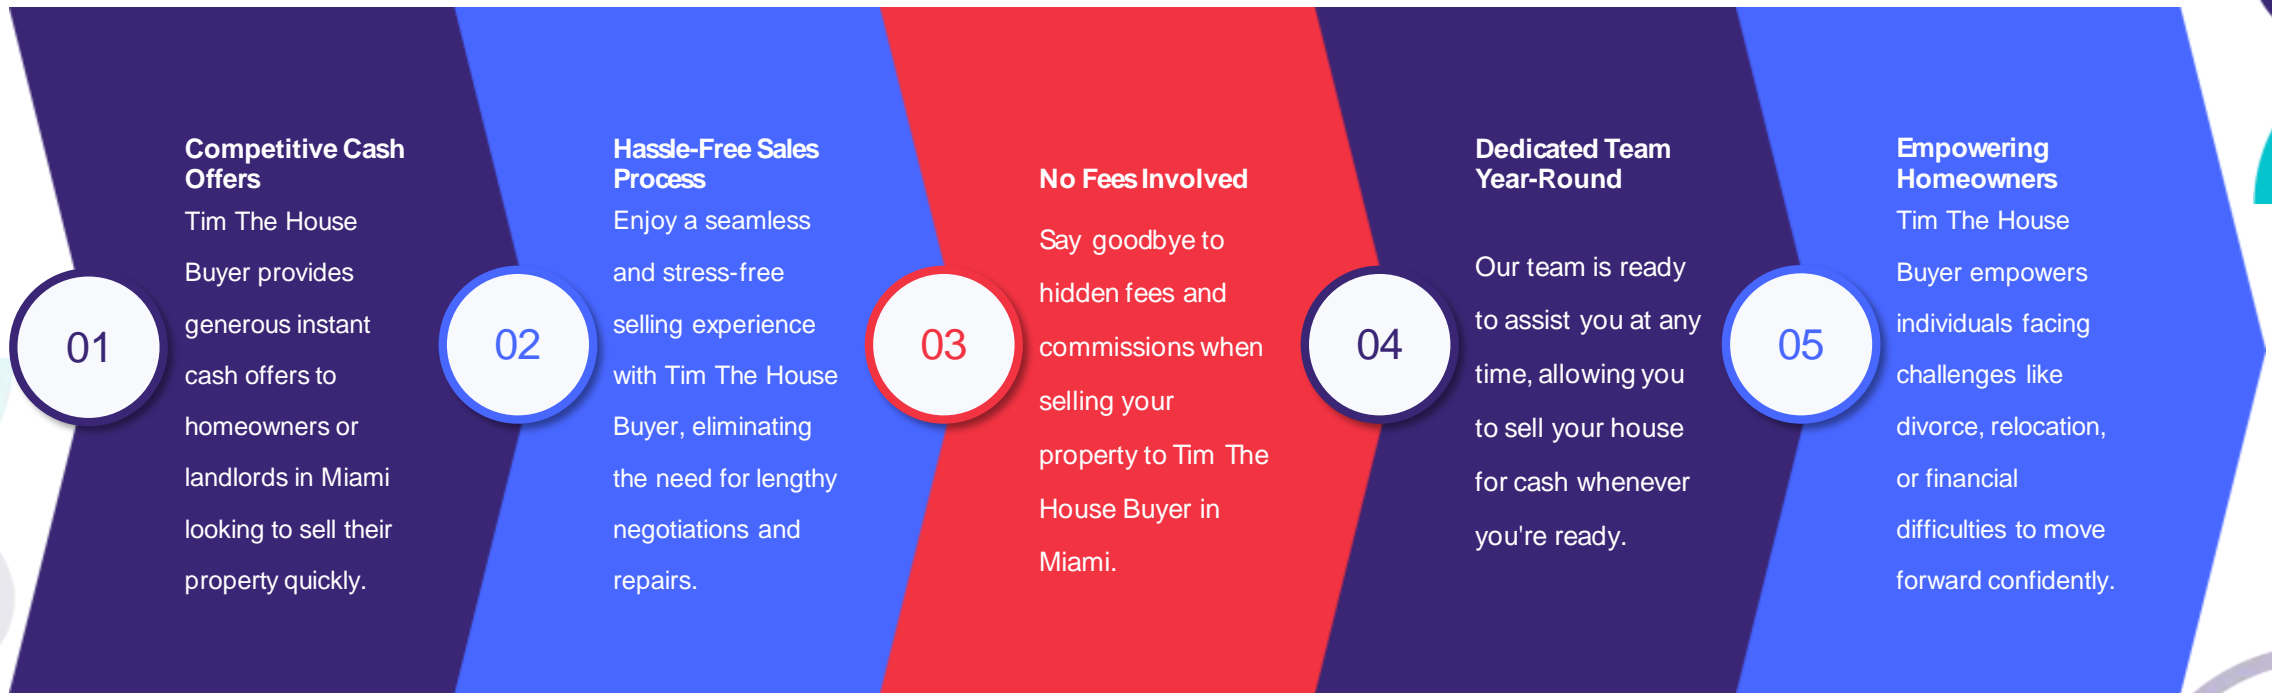 01
Competitive Cash
Offers
Tim The House
Buyer provides
generous instant
cash offers to
homeowners or
landlords in Miami
looking to sell their
property quickly.
02
Hassle-Free Sales
Process
Enjoy a seamless
and stress-free
selling experience
with Tim The House
Buyer, eliminating
the need for lengthy
negotiations and
repairs.
03
No Fees Involved
Say goodbye to
hidden fees and
commissions when
selling your
property to Tim The
House Buyer in
Miami.
04
Dedicated Team
Year-Round
Our team is ready
to assist you at any
time, allowing you
to sell your house
for cash whenever
you're ready.
05
Empowering
Homeowners
Tim The House
Buyer empowers
individuals facing
challenges like
divorce, relocation,
or financial
difficulties to move
forward confidently.